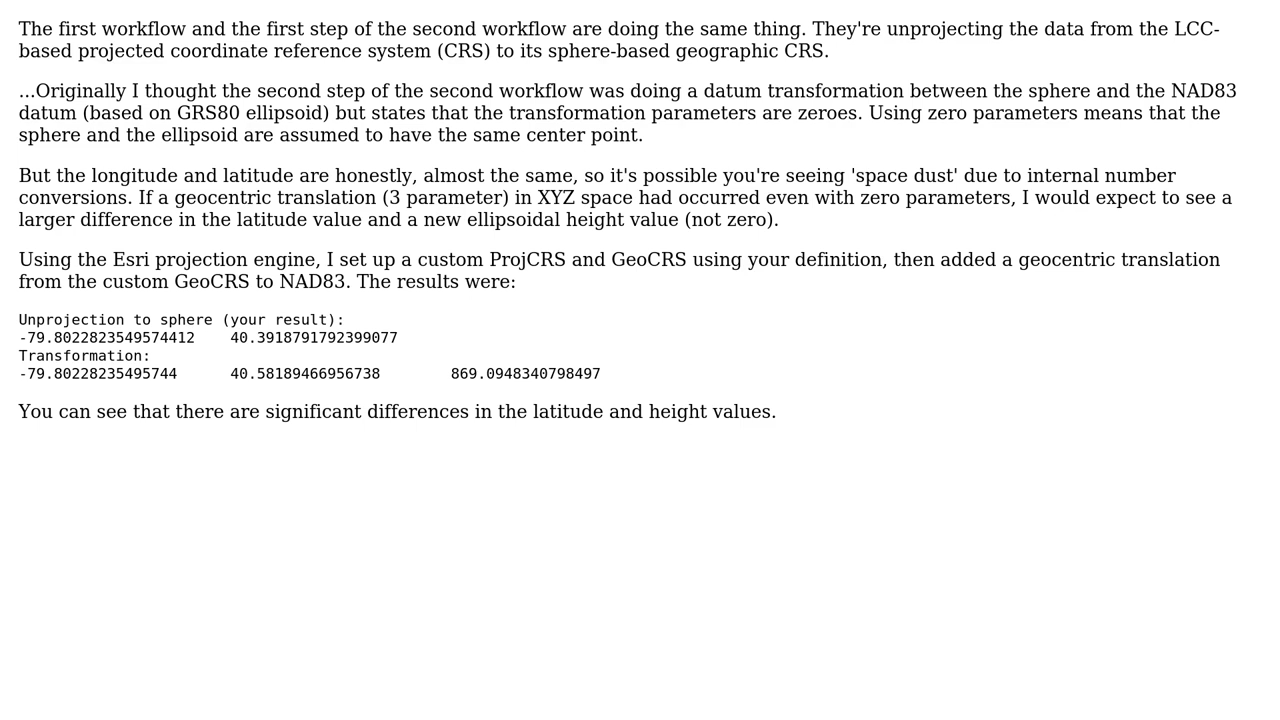 The first workflow and the first step of the second workflow are doing the same thing. They're unprojecting the data from the LCC-
based projected coordinate reference system (CRS) to its sphere-based geographic CRS.
...Originally I thought the second step of the second workflow was doing a datum transformation between the sphere and the NAD83
datum (based on GRS80 ellipsoid) but states that the transformation parameters are zeroes. Using zero parameters means that the
sphere and the ellipsoid are assumed to have the same center point.
But the longitude and latitude are honestly, almost the same, so it's possible you're seeing 'space dust' due to internal number
conversions. If a geocentric translation (3 parameter) in XYZ space had occurred even with zero parameters, I would expect to see a
larger difference in the latitude value and a new ellipsoidal height value (not zero).
Using the Esri projection engine, I set up a custom ProjCRS and GeoCRS using your definition, then added a geocentric translation
from the custom GeoCRS to NAD83. The results were:
Unprojection to sphere (your result):
-79.8022823549574412    40.3918791792399077
Transformation:
-79.80228235495744      40.58189466956738        869.0948340798497
You can see that there are significant differences in the latitude and height values.